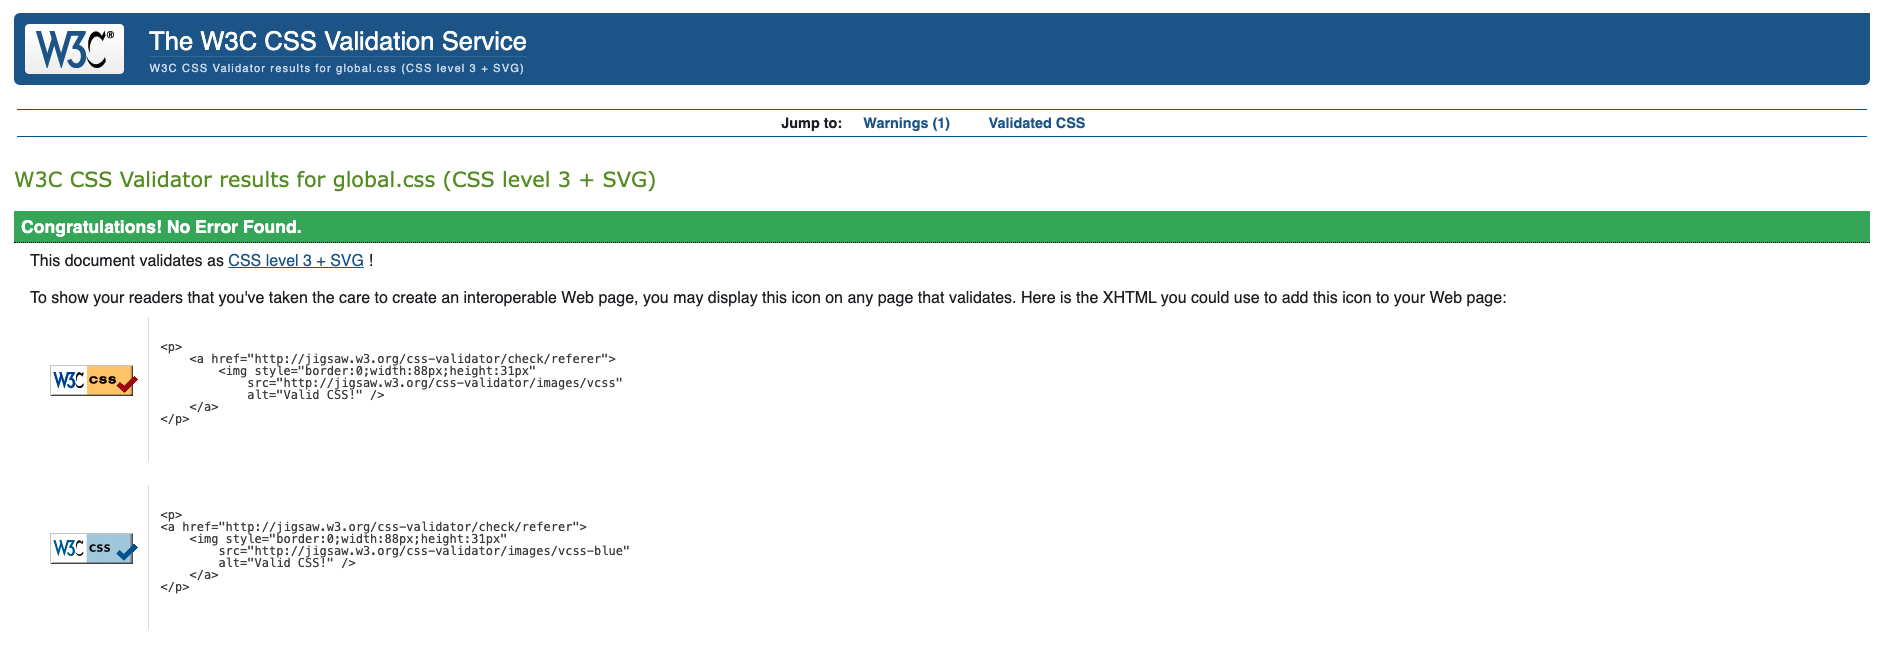 W3C®
The W3C CSS Validation Service
W3C CSS Validator results for global.css (CSS level 3 + SVG)
Jump to: Warnings (1) Validated CSS
W3C CSS Validator results for global.css (CSS level 3 + SVG)
Congratulations! No Error Found.
This document validates as CSS level 3 + SVG !
To show your readers that you've taken the care to create an interoperable Web page, you may display this icon on any page that validates. Here is the XHTML you could use to add this icon to your Web page:
W3C css
<p>
    <a href="http://jigsaw.w3.org/css-validator/check/referer">
        <img style="border:0;width:88px;height:31px"
            src="http://jigsaw.w3.org/css-validator/images/vcss"
            alt="Valid CSS!" />
    </a>
</p>
W3C css
<p>
<a href="http://jigsaw.w3.org/css-validator/check/referer">
    <img style="border:0;width:88px;height:31px"
        src="http://jigsaw.w3.org/css-validator/images/vcss-blue"
        alt="Valid CSS!" />
    </a>
</p>